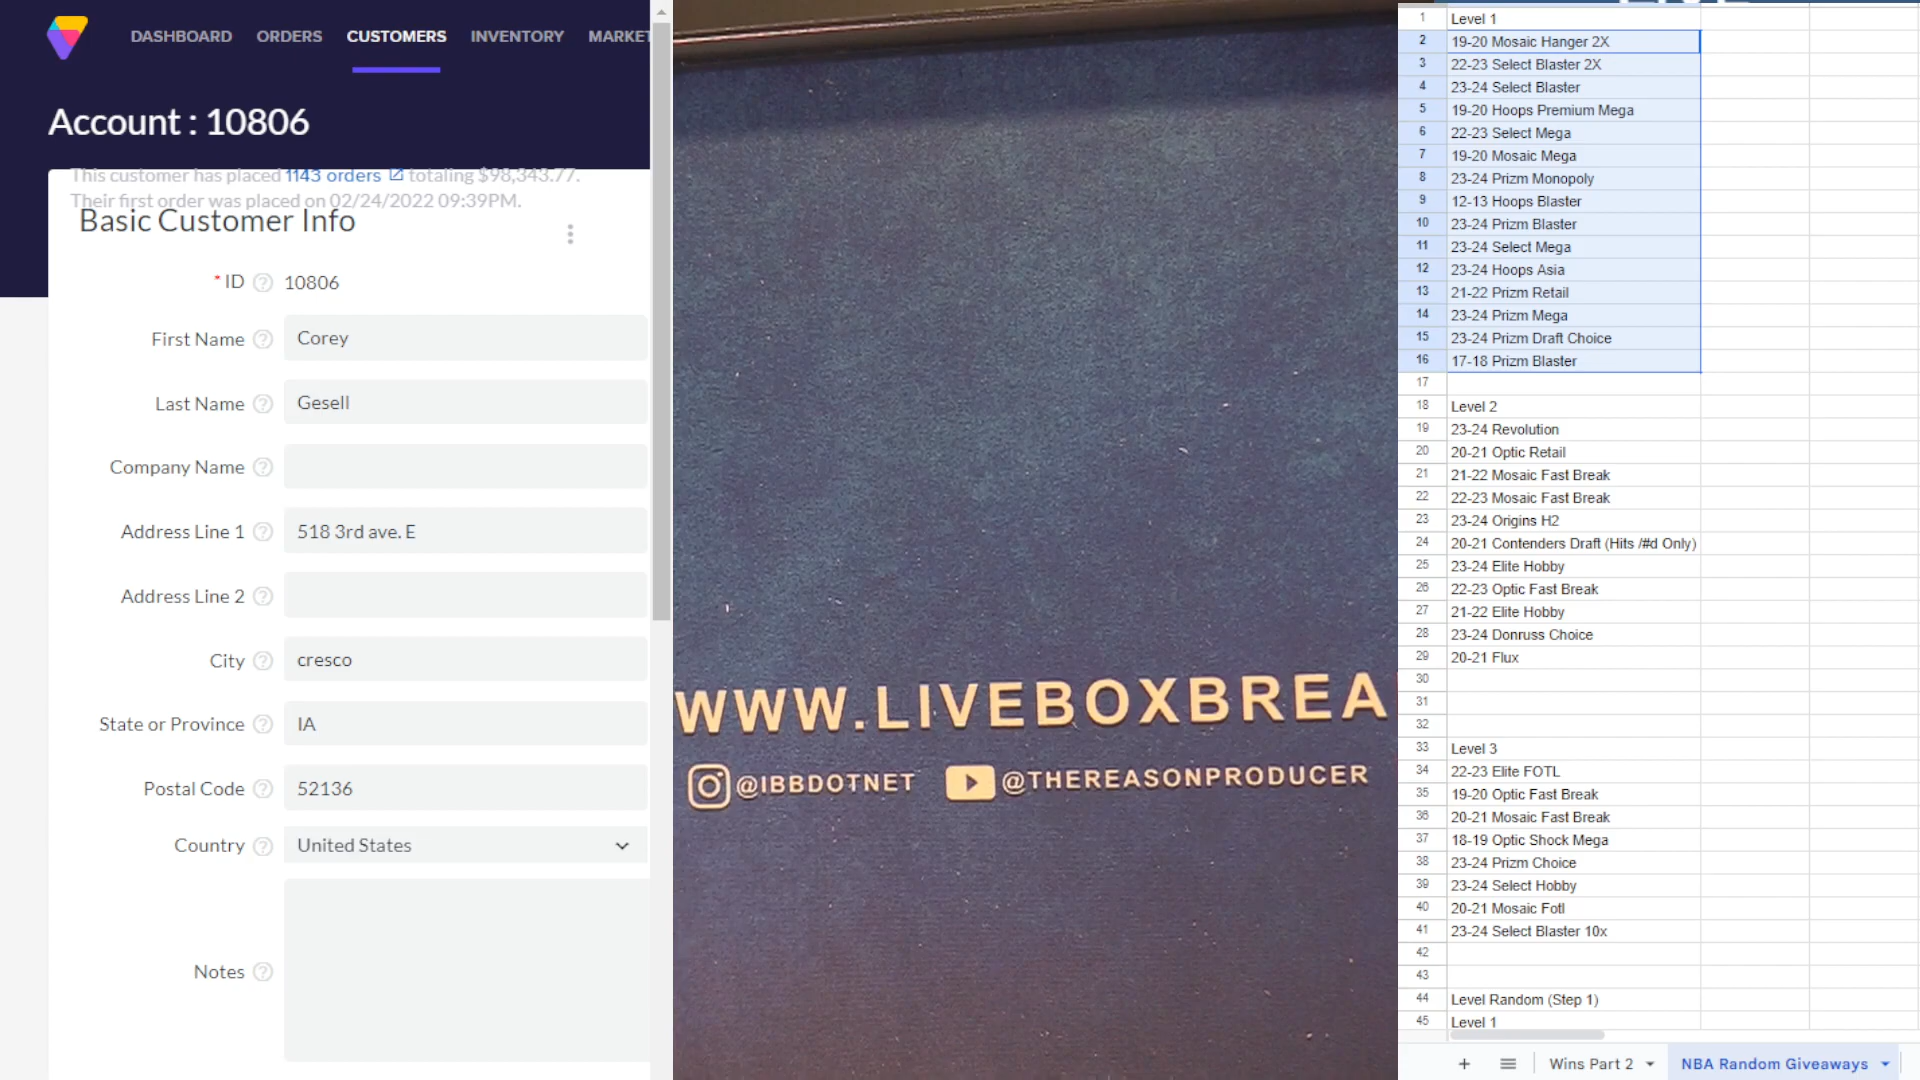 DASHBOARD ORDERS CUSTOMERS INVENTORY MARKET
Account : 10806
This customer has placed 1143 orders totaling $98,343.77.
Their first order was placed on 02/24/2022 09:39PM.
Basic Customer Info
* ID 10806
First Name Corey
Last Name Gesell
Company Name
Address Line 1 518 3rd ave. E
Address Line 2
City cresco
State or Province IA
Postal Code 52136
Country United States
Notes
WWW.LIVEBOXBREA
@IBBDOTNET @THEREASONPRODUCER
1 Level 1
2 19-20 Mosaic Hanger 2X
3 22-23 Select Blaster 2X
4 23-24 Select Blaster
5 19-20 Hoops Premium Mega
6 22-23 Select Mega
7 19-20 Mosaic Mega
8 23-24 Prizm Monopoly
9 12-13 Hoops Blaster
10 23-24 Prizm Blaster
11 23-24 Select Mega
12 23-24 Hoops Asia
13 21-22 Prizm Retail
14 23-24 Prizm Mega
15 23-24 Prizm Draft Choice
16 17-18 Prizm Blaster
17
18 Level 2
19 23-24 Revolution
20 20-21 Optic Retail
21 21-22 Mosaic Fast Break
22 22-23 Mosaic Fast Break
23 23-24 Origins H2
24 20-21 Contenders Draft (Hits /#d Only)
25 23-24 Elite Hobby
26 22-23 Optic Fast Break
27 21-22 Elite Hobby
28 23-24 Donruss Choice
29 20-21 Flux
30
31
32
33 Level 3
34 22-23 Elite FOTL
35 19-20 Optic Fast Break
36 20-21 Mosaic Fast Break
37 18-19 Optic Shock Mega
38 23-24 Prizm Choice
39 23-24 Select Hobby
40 20-21 Mosaic Fotl
41 23-24 Select Blaster 10x
42
43
44 Level Random (Step 1)
45 Level 1
Wins Part 2 NBA Random Giveaways